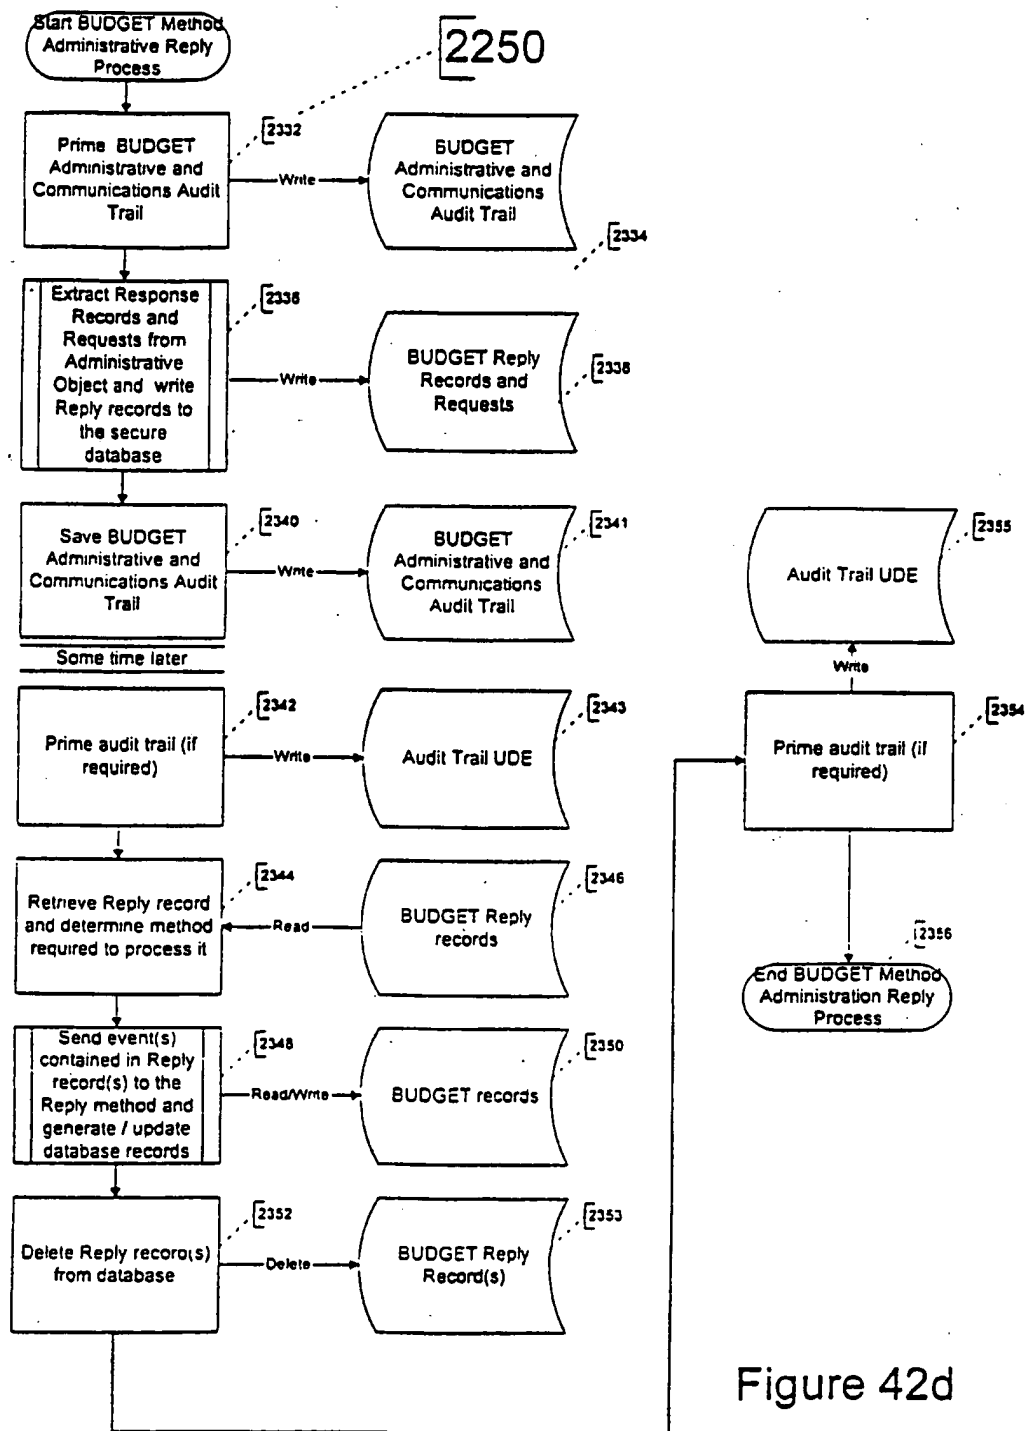 Start BUDGET Method
Administrative Reply
Process
2250
Prime BUDGET
Administrative and
Communications Audit
Trail
2332
Write
BUDGET
Administrative and
Communications
Audit Trail
2334
Extract Response
Records and
Requests from
Administrative
Object and write
Reply records to
the secure
database
2336
Write
BUDGET Reply
Records and
Requests
2338
Save BUDGET
Administrative and
Communications Audit
Trail
2340
Write
BUDGET
Administrative and
Communications
Audit Trail
2341
Some time later
Prime audit trail (if
required)
2342
Write
Audit Trail UDE
2343
Retrieve Reply record
and determine method
required to process it
2344
Read
BUDGET Reply
records
2346
Send event(s)
contained in Reply
record(s) to the
Reply method and
generate / update
database records
2348
Read/Write
BUDGET records
2350
Delete Reply record(s)
from database
2352
Delete
BUDGET Reply
Record(s)
2353
Audit Trail UDE
2355
Write
Prime audit trail (if
required)
2354
2356
End BUDGET Method
Administration Reply
Process
Figure 42d